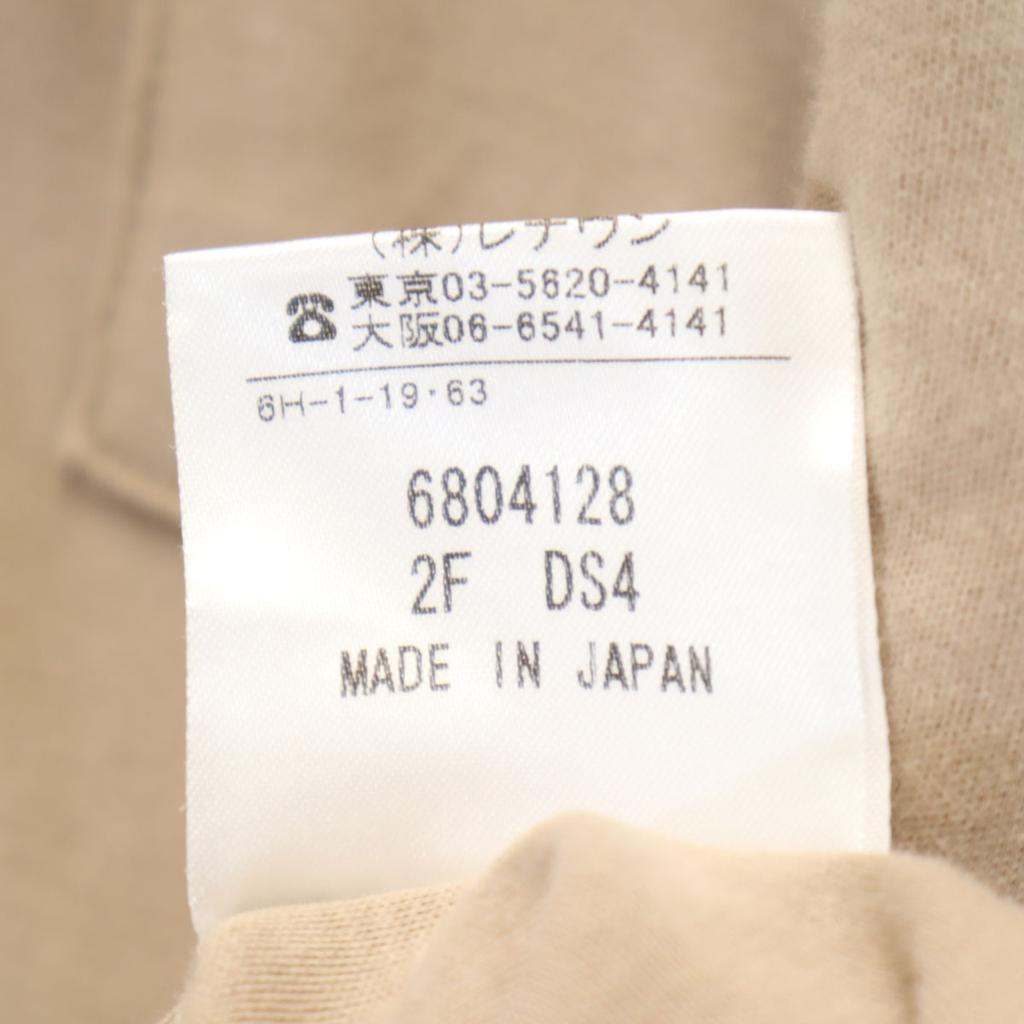 (株)レナウン
☎ 東京03-5620-4141
大阪06-6541-4141
6H-1-19·63
6804128
2F DS4
MADE IN JAPAN